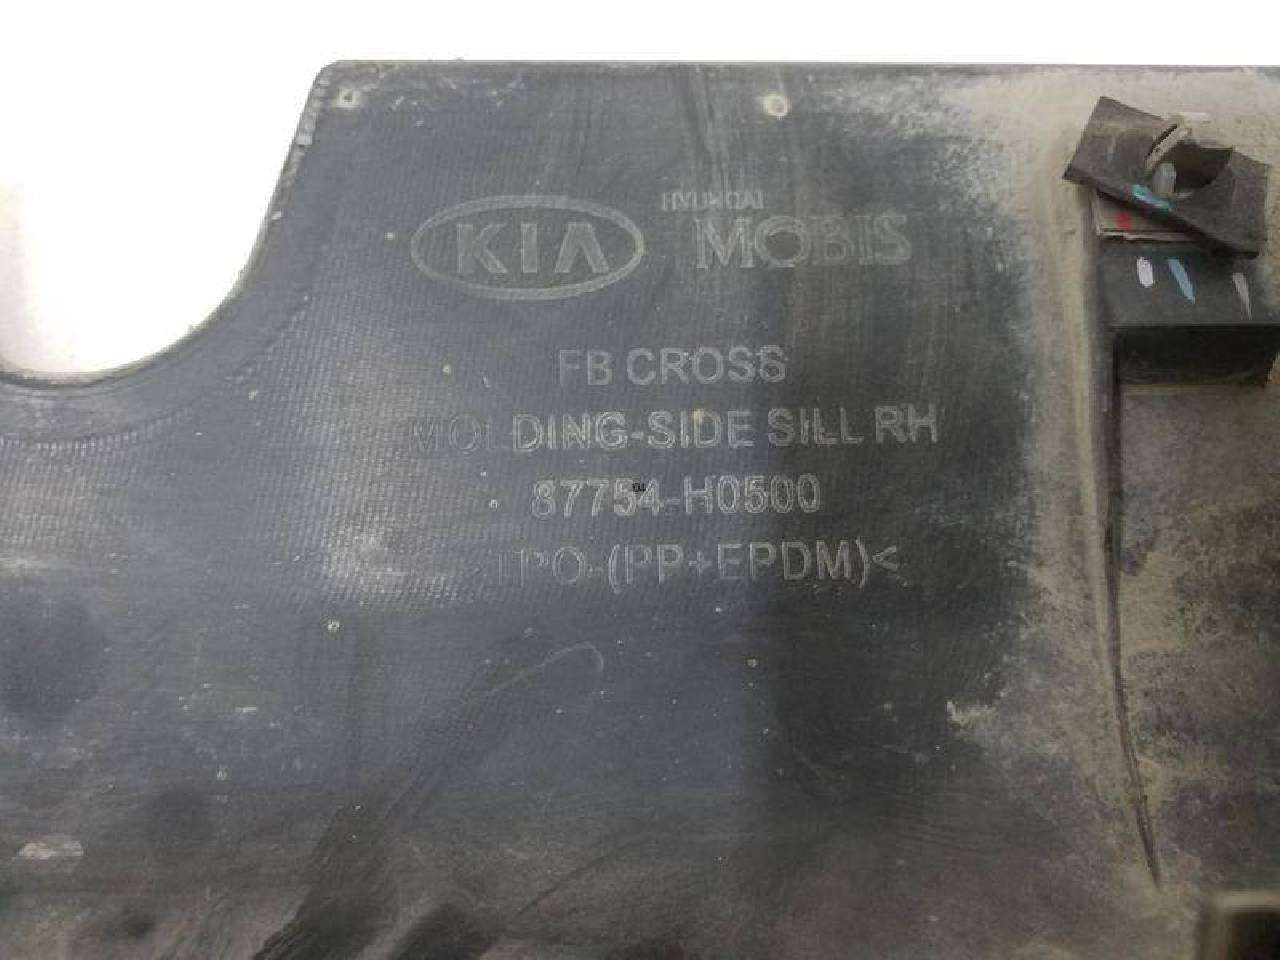 KIA HYUNDAI MOBIS
FB CROSS
MOLDING-SIDE SILL RH
87754-H0500
>TPO-(PP+EPDM)<